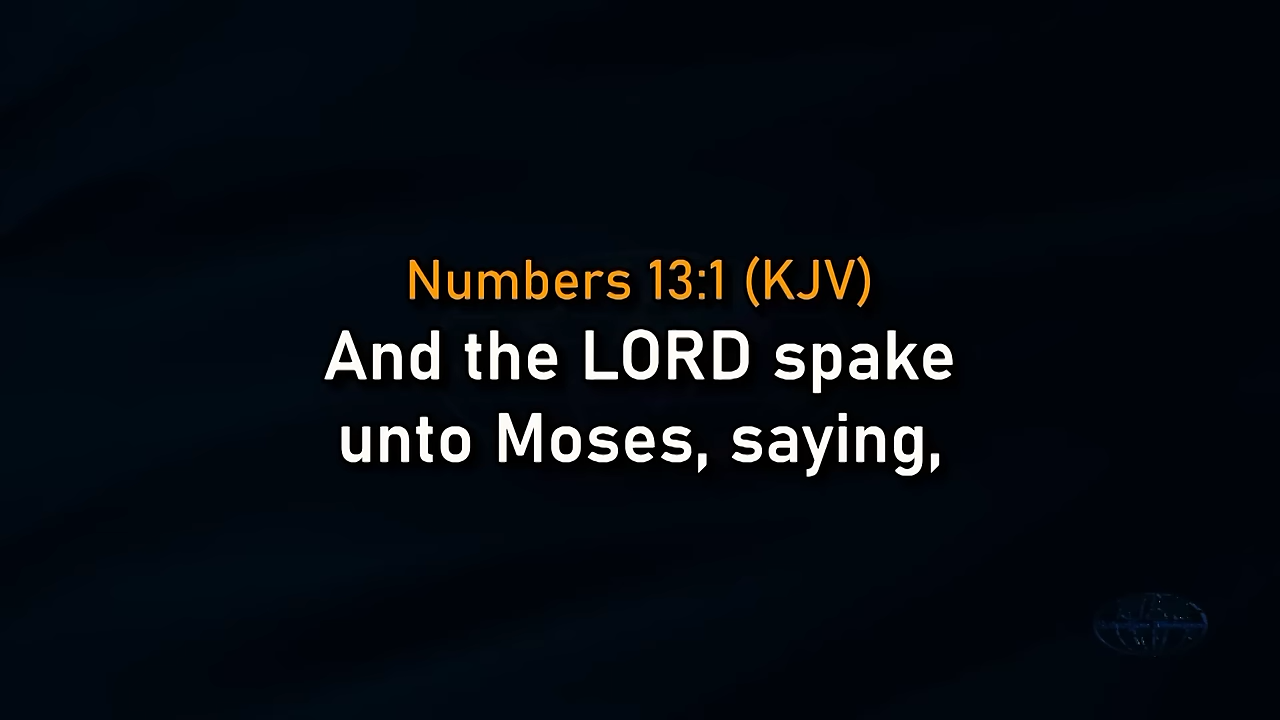 Numbers 13:1 (KJV)
And the LORD spake
unto Moses, saying,